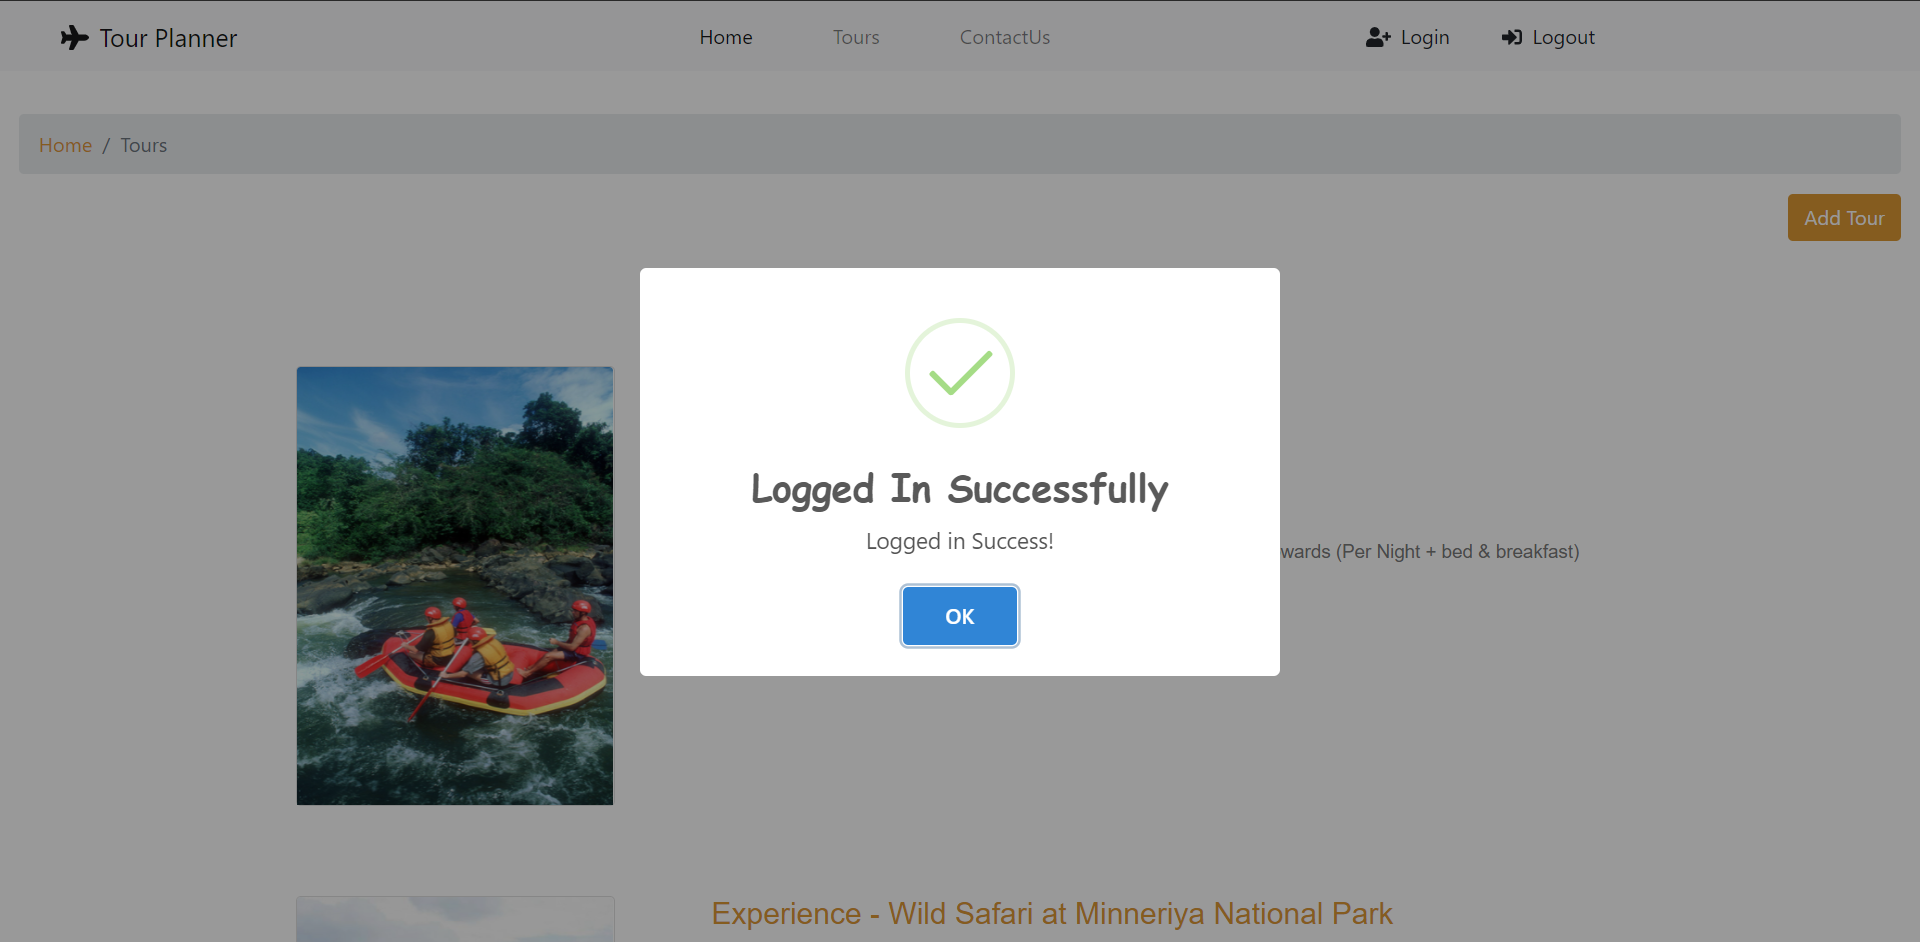 Tour Planner
Home
Tours
ContactUs
Login
Logout
Home / Tours
Add Tour
Logged In Successfully
Logged in Success!
wards (Per Night + bed & breakfast)
OK
Experience - Wild Safari at Minneriya National Park